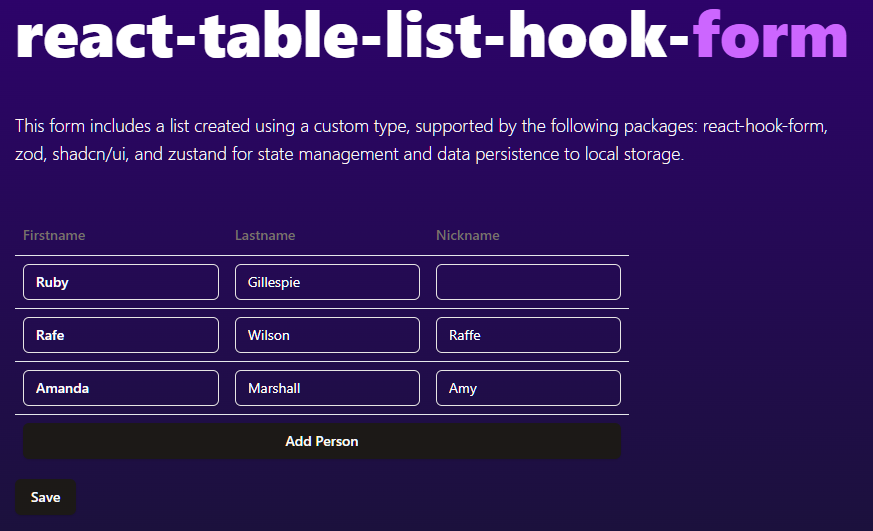 react-table-list-hook-form
This form includes a list created using a custom type, supported by the following packages: react-hook-form,
zod, shadcn/ui, and zustand for state management and data persistence to local storage.
Firstname Lastname Nickname
Ruby Gillespie
Rafe Wilson Raffe
Amanda Marshall Amy
Add Person
Save